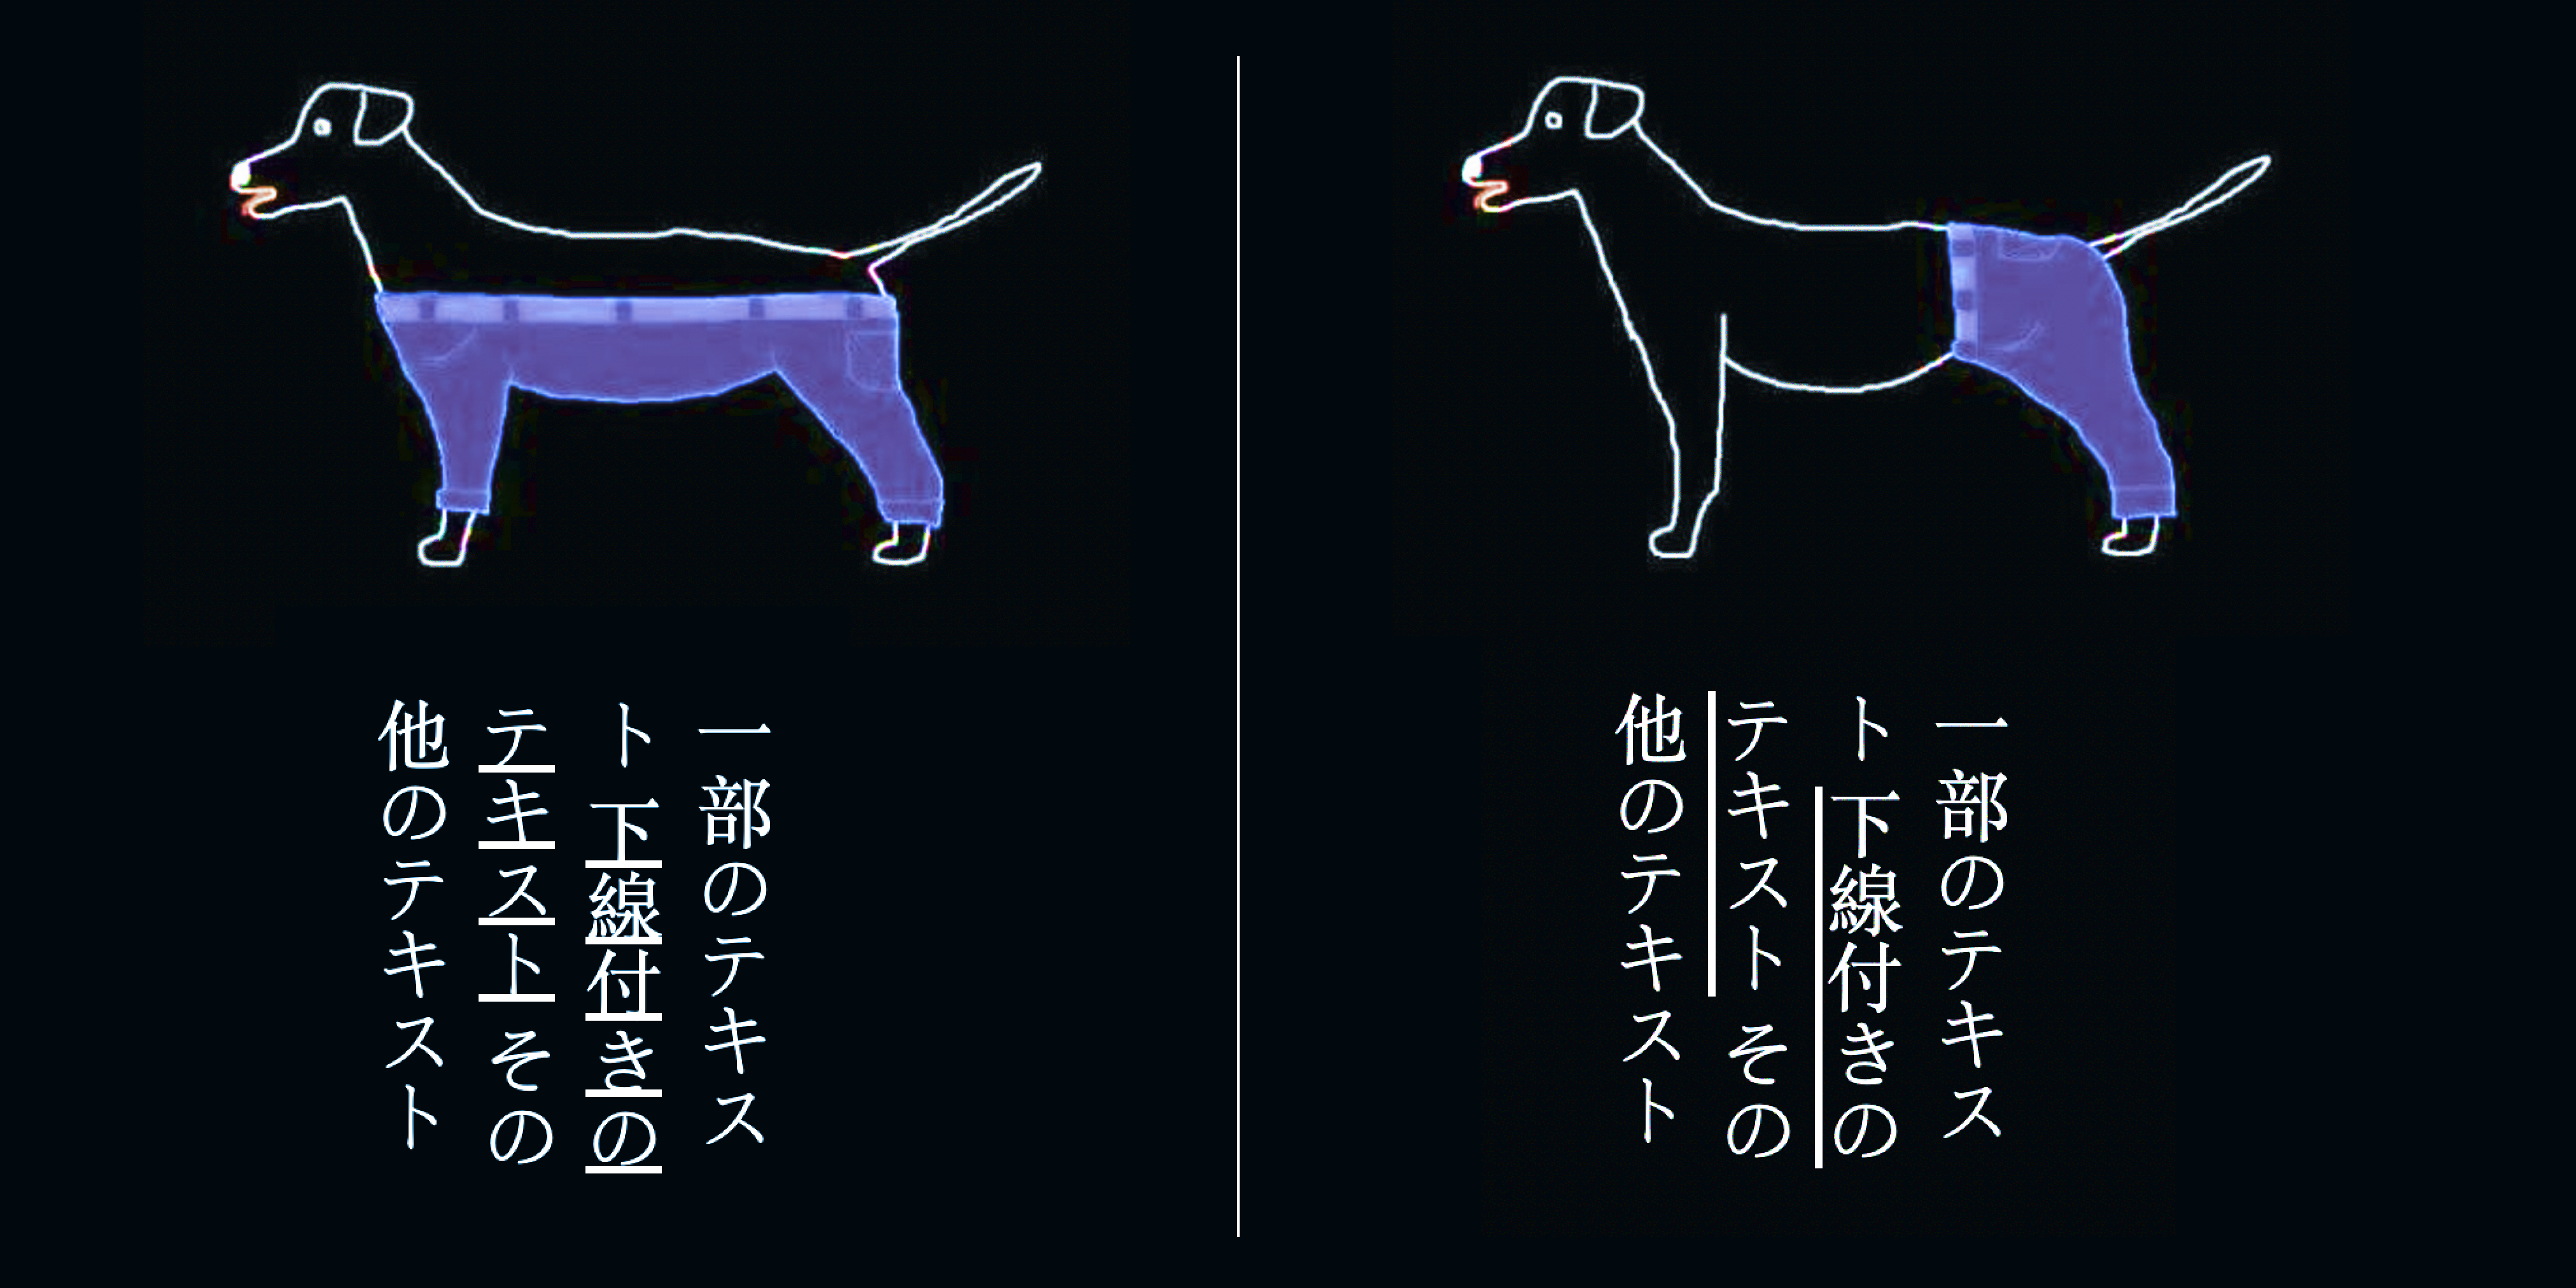 一部のテキス
ト 下線付きの
テキスト その
他のテキスト
一部のテキス
ト 下線付きの
テキスト その
他のテキスト